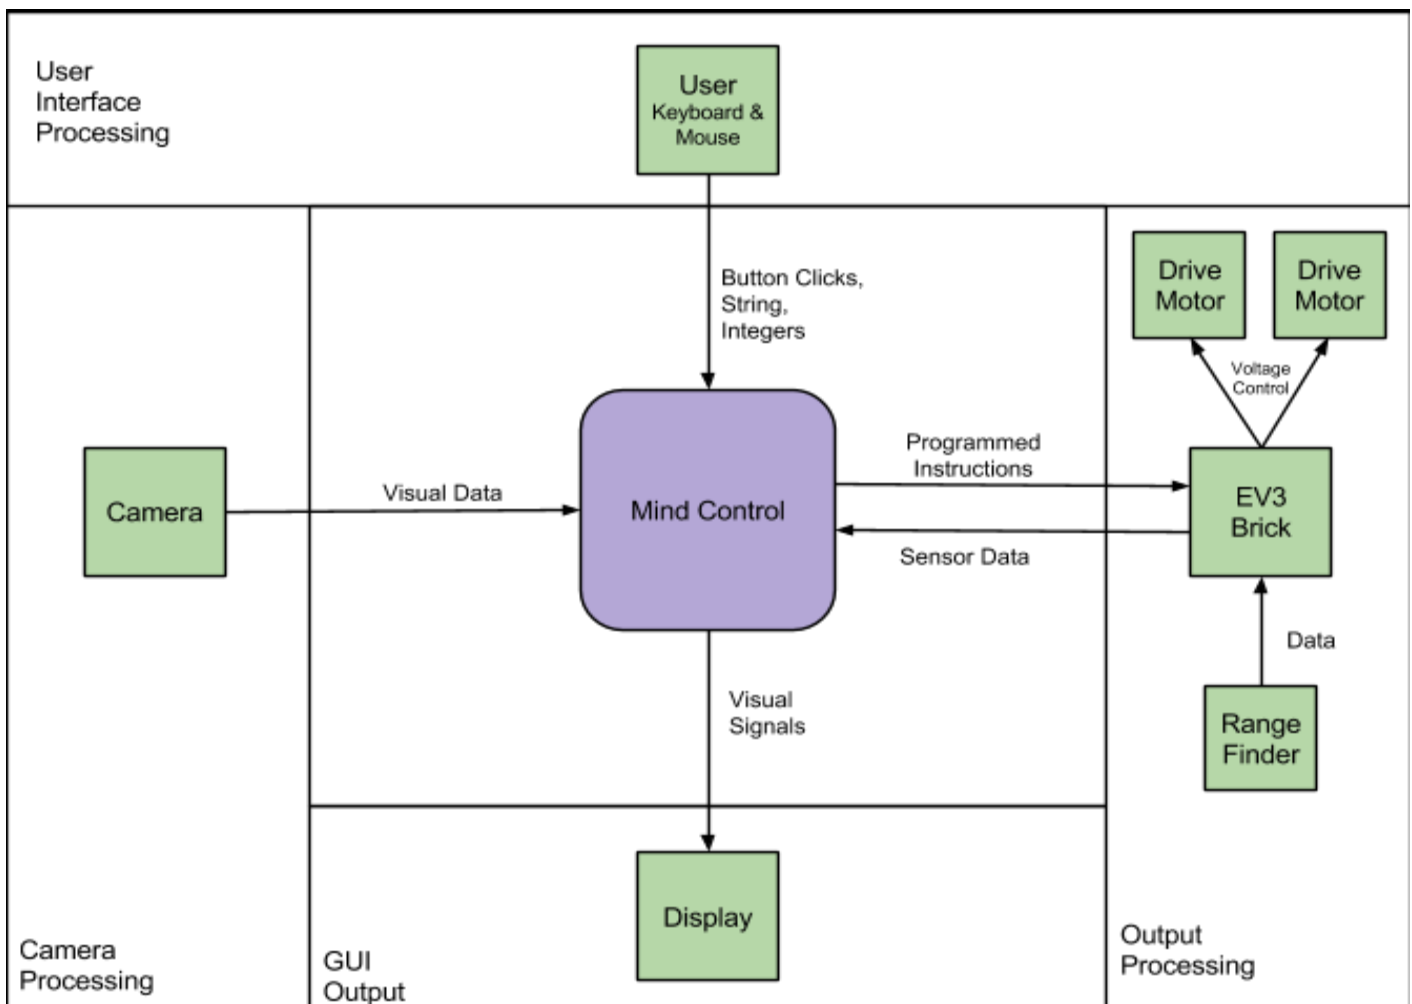 User
Interface
Processing
User
Keyboard &
Mouse
Button Clicks,
String,
Integers
Drive
Motor
Drive
Motor
Voltage
Control
Camera
Visual Data
Mind Control
Programmed
Instructions
Sensor Data
EV3
Brick
Data
Range
Finder
Visual
Signals
Display
Camera
Processing
GUI
Output
Output
Processing